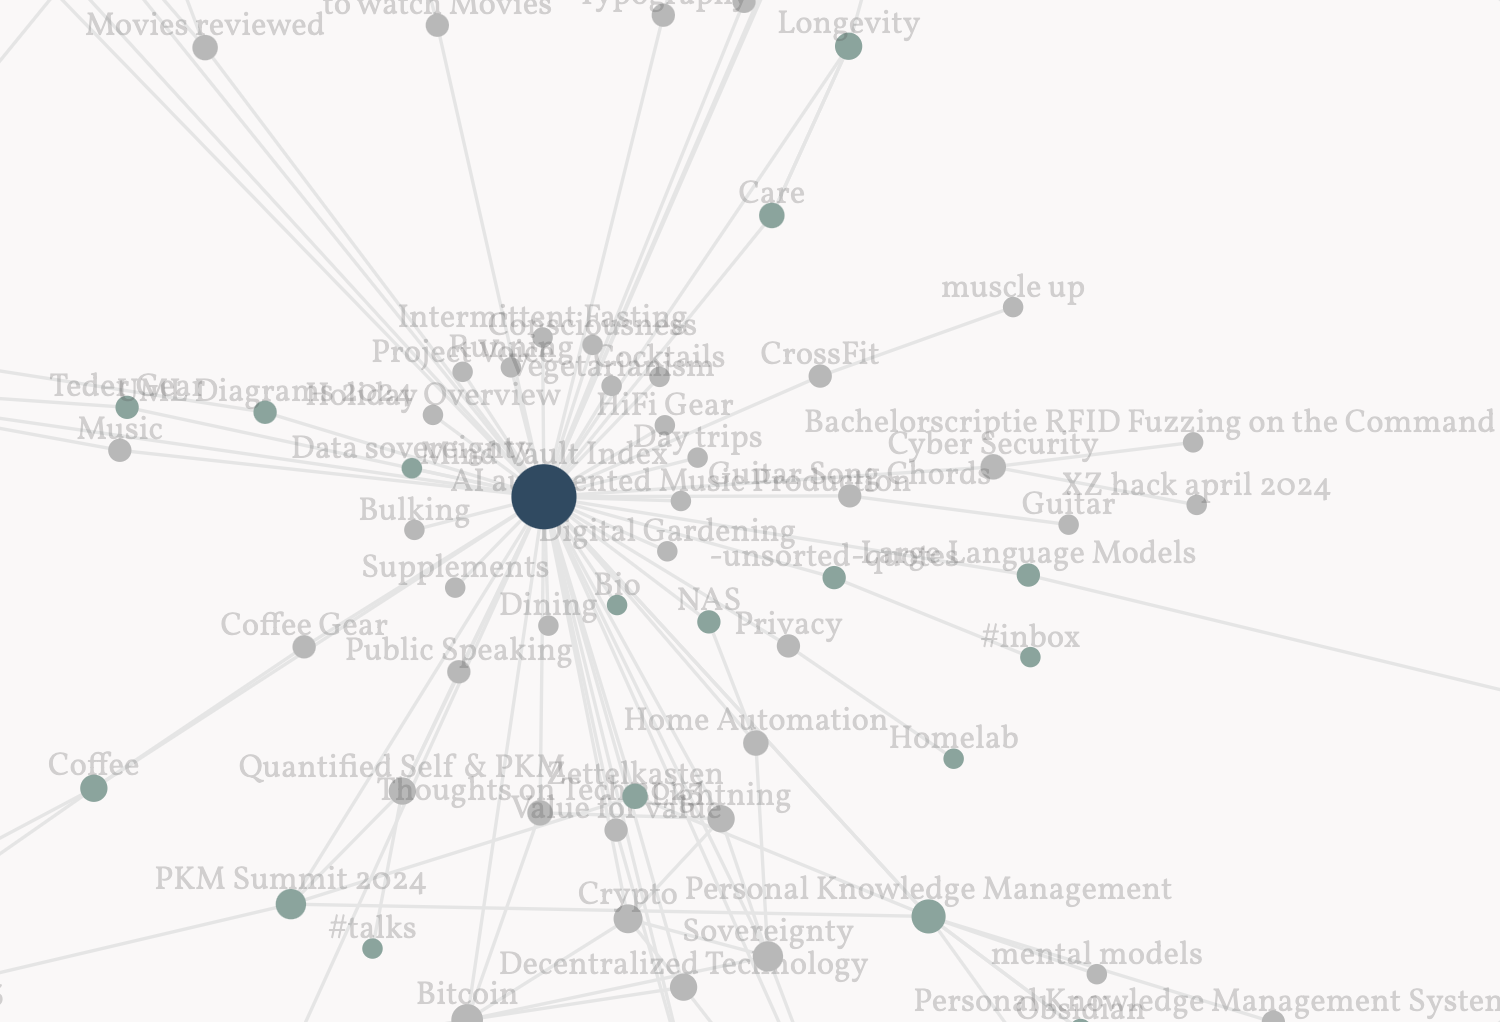 to watch Movies
Typography
Movies reviewed
Longevity
Care
muscle up
Intermittent Fasting
Consciousness
Running
Project Voice
Cocktails
CrossFit
Vegetarianism
Teder Gear
UML Diagrams 2024
Holiday Overview
HiFi Gear
Bachelorscriptie RFID Fuzzing on the Command
Music
Day trips
Cyber Security
Data sovereignty
Mind Vault Index
Guitar Song Chords
AI augmented Music Production
XZ hack april 2024
Guitar
Bulking
Digital Gardening
-unsorted-quotes
Large Language Models
Supplements
Bio
NAS
Dining
Coffee Gear
Privacy
#inbox
Public Speaking
Home Automation
Homelab
Coffee
Quantified Self & PKM
Zettelkasten
Thoughts on
Lightning
Value for value
PKM Summit 2024
Crypto
Personal Knowledge Management
#talks
Sovereignty
mental models
Decentralized Technology
Bitcoin
Personal Knowledge Management System
Obsidian